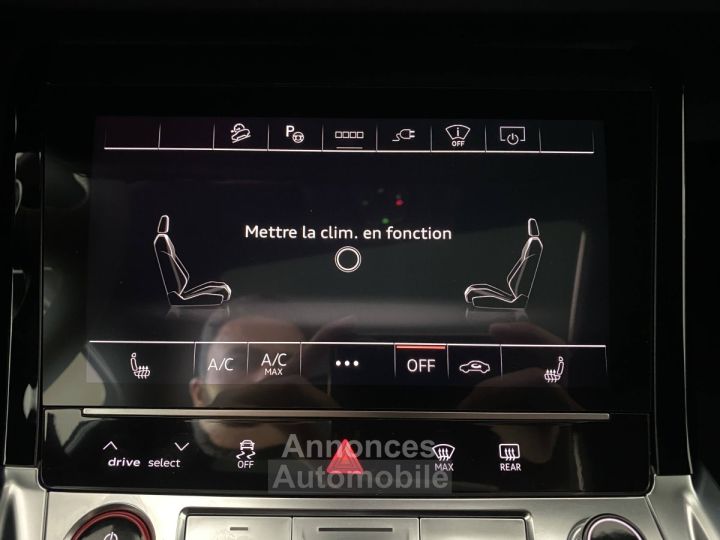 P
i
OFF
Mettre la clim. en fonction
A/C
A/C
MAX
OFF
drive select
OFF
MAX
REAR
Annonces
Automobile